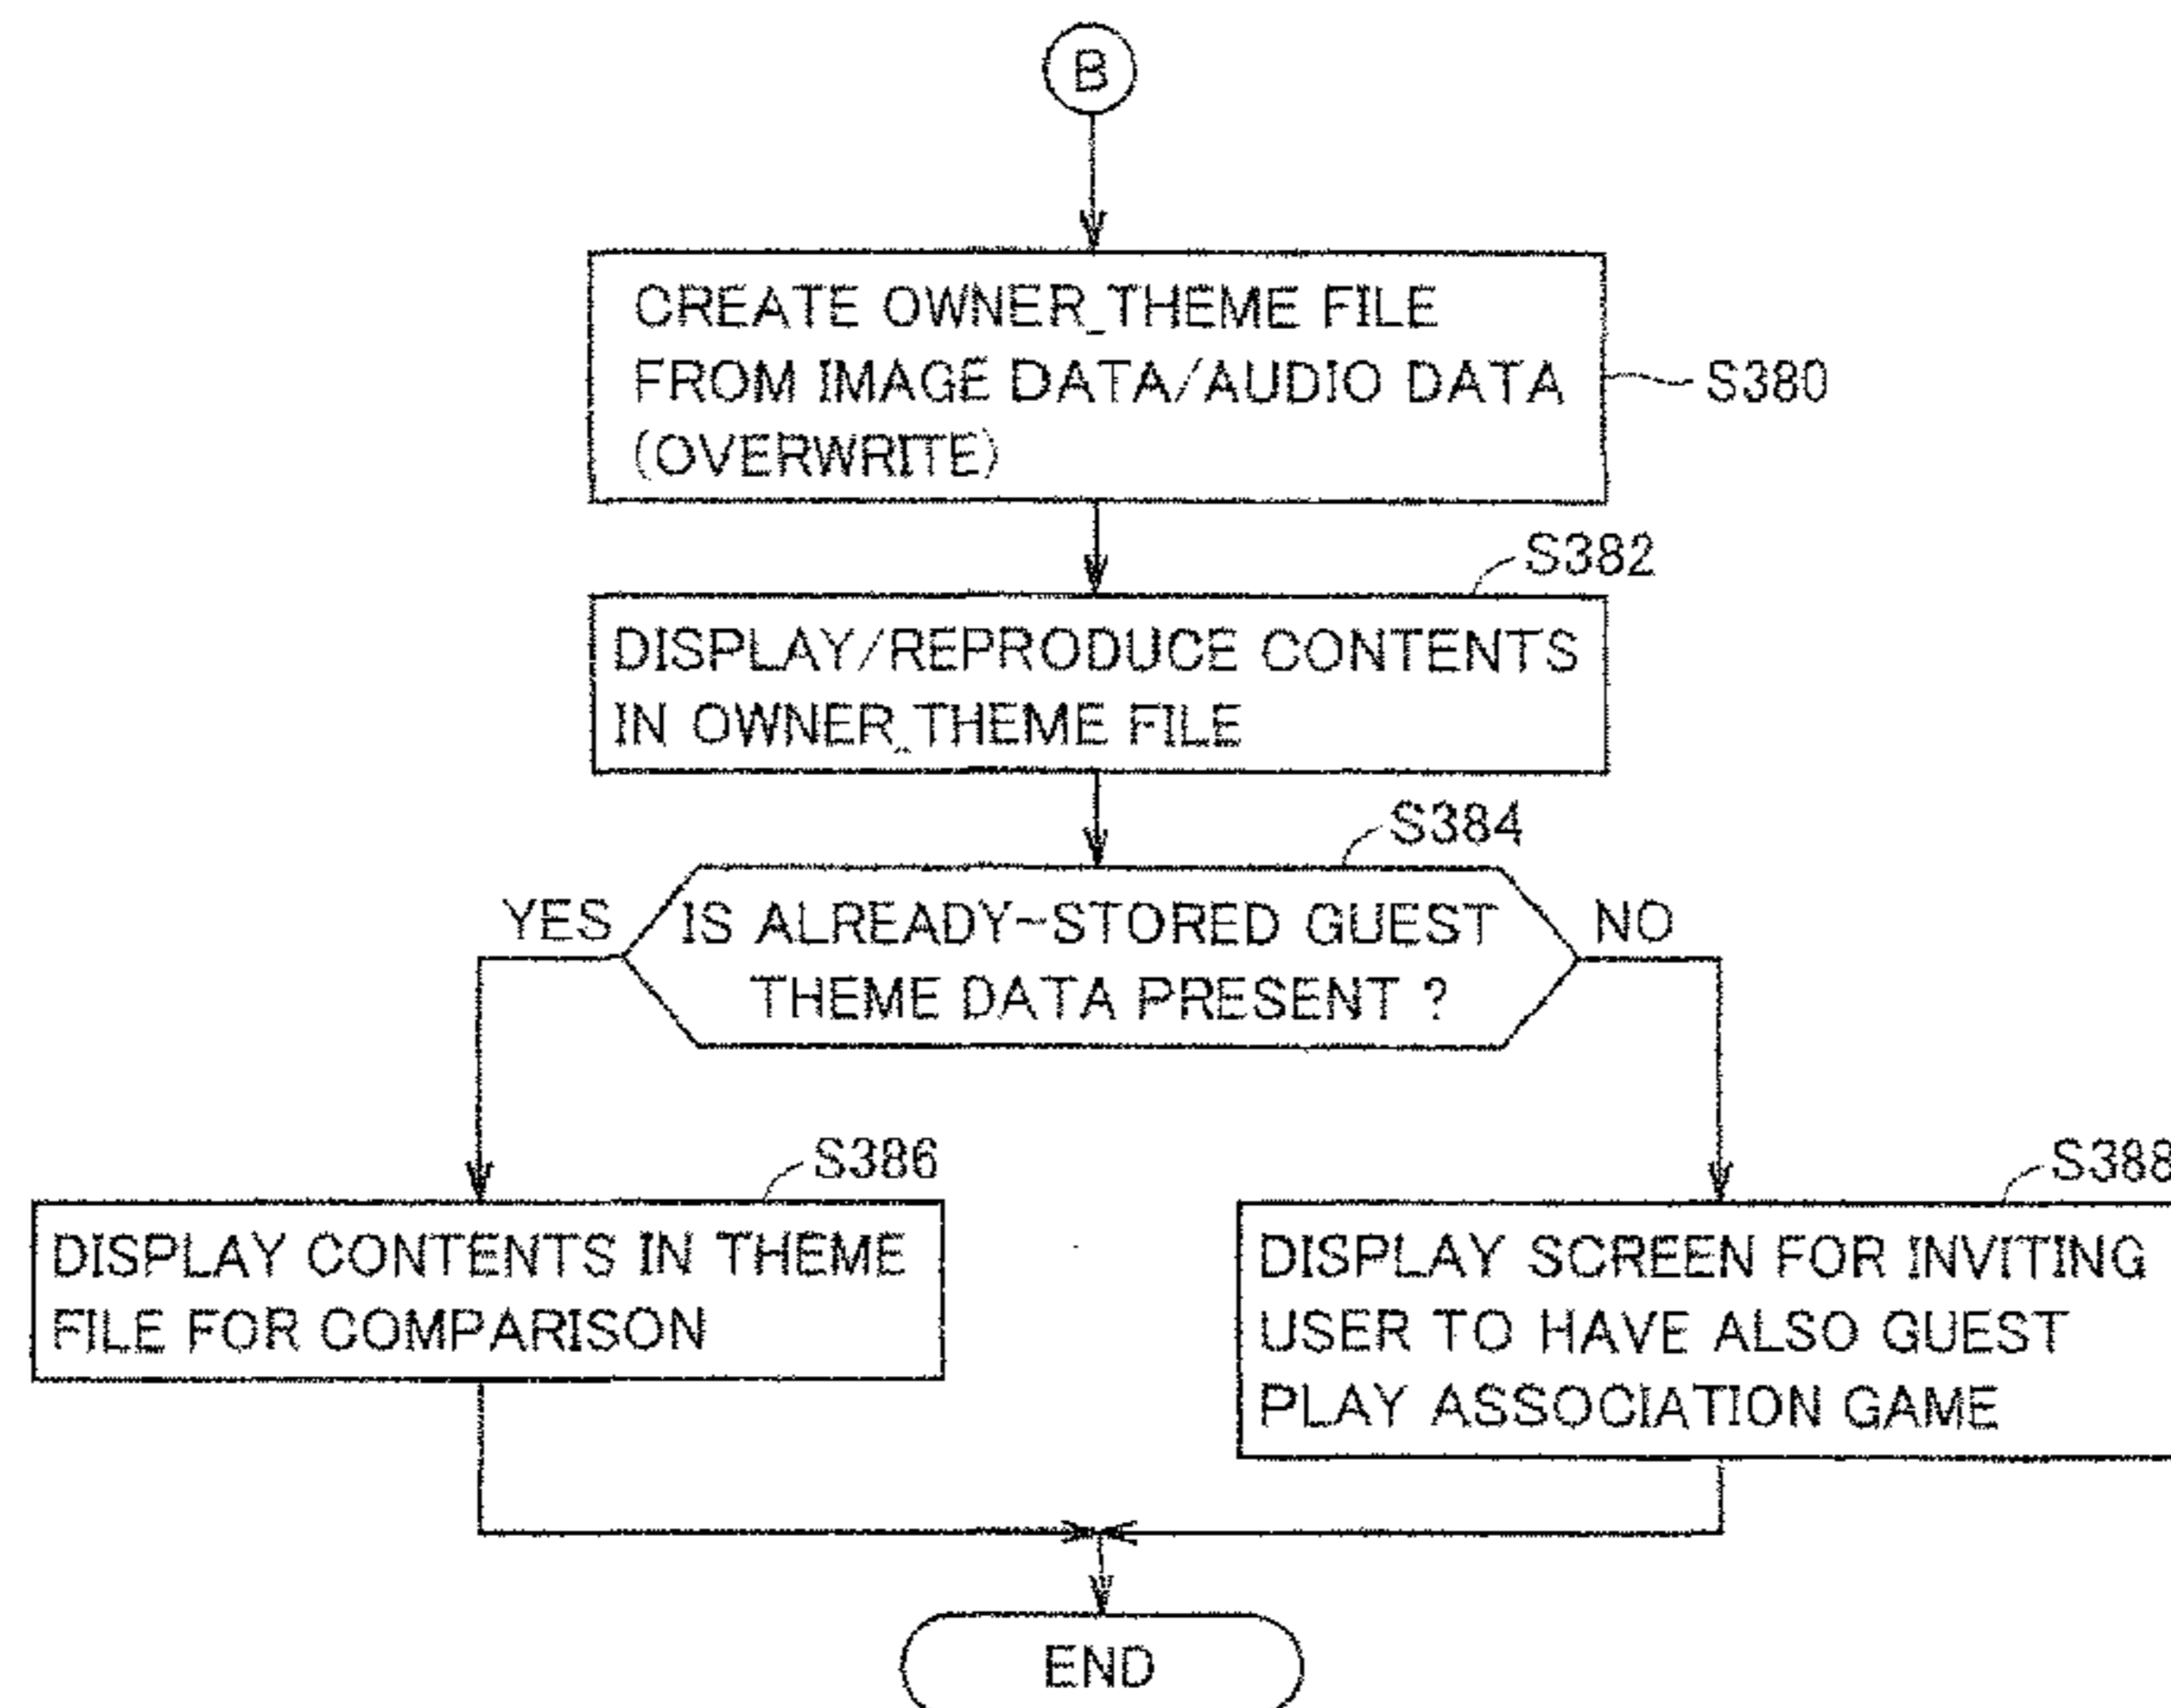 B
CREATE OWNER_THEME FILE
FROM IMAGE DATA/AUDIO DATA
(OVERWRITE)
S380
S382
DISPLAY/REPRODUCE CONTENTS
IN OWNER_THEME FILE
S384
YES
IS ALREADY-STORED GUEST
THEME DATA PRESENT ?
NO
S386
DISPLAY CONTENTS IN THEME
FILE FOR COMPARISON
S388
DISPLAY SCREEN FOR INVITING
USER TO HAVE ALSO GUEST
PLAY ASSOCIATION GAME
END